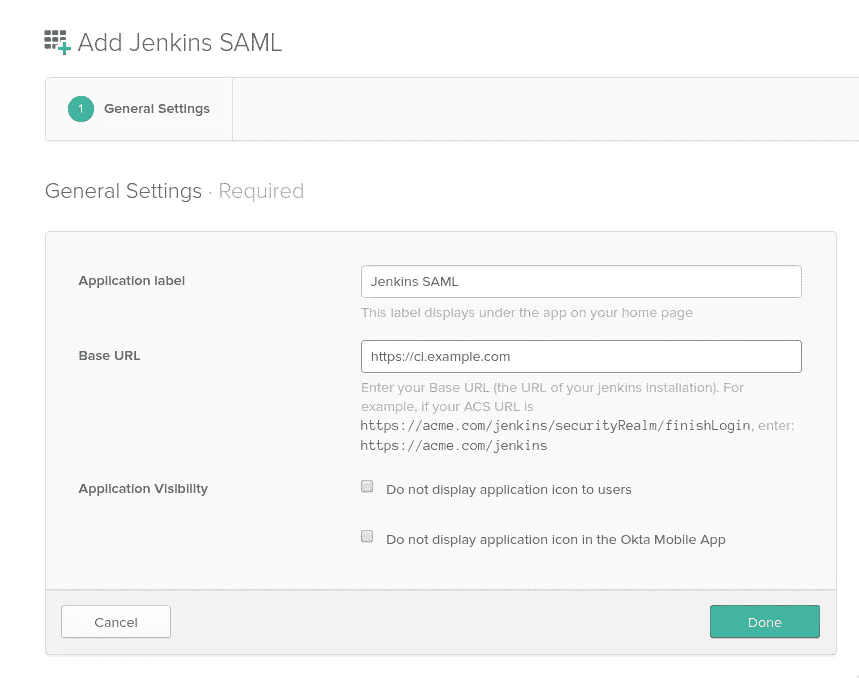 Add Jenkins SAML
1 General Settings
General Settings · Required
Application label
Jenkins SAML
This label displays under the app on your home page
Base URL
https://ci.example.com
Enter your Base URL (the URL of your jenkins installation). For
example, if your ACS URL is
https://acme.com/jenkins/securityRealm/finishLogin, enter:
https://acme.com/jenkins
Application Visibility
Do not display application icon to users
Do not display application icon in the Okta Mobile App
Cancel
Done